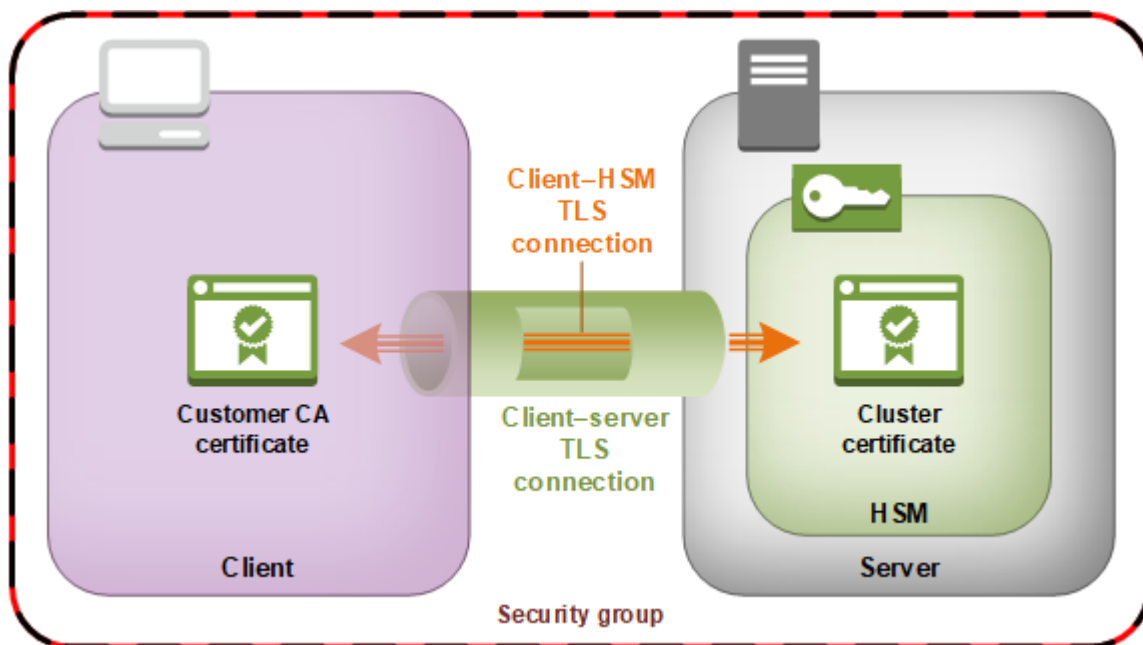 Client–HSM
TLS
connection
Customer CA
certificate
Client–server
TLS
connection
Cluster
certificate
HSM
Client
Server
Security group